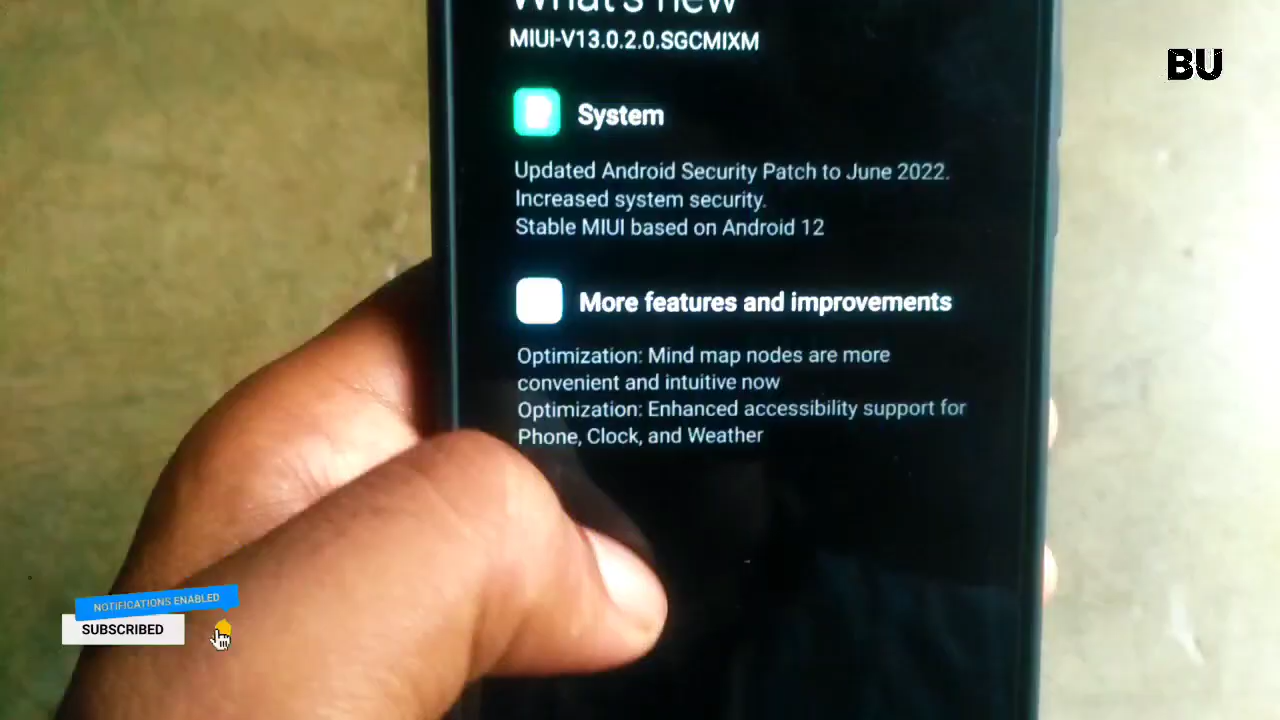 What's new
MIUI-V13.0.2.0.SGCMIXM
BU
System
Updated Android Security Patch to June 2022.
Increased system security.
Stable MIUI based on Android 12
More features and improvements
Optimization: Mind map nodes are more
convenient and intuitive now
Optimization: Enhanced accessibility support for
Phone, Clock, and Weather
NOTIFICATIONS ENABLED
SUBSCRIBED